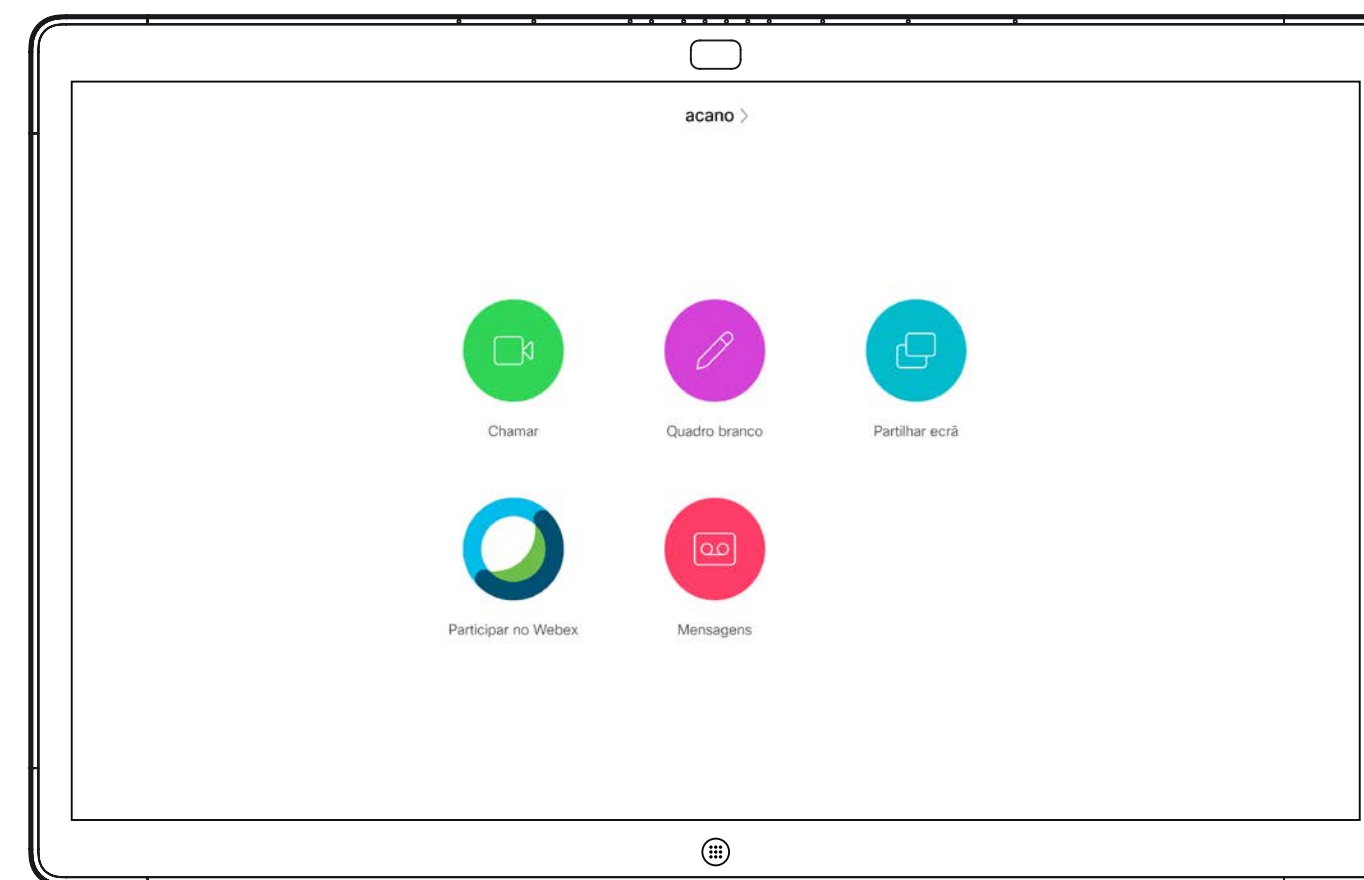 acano
Chamar
Quadro branco
Partilhar ecrã
Participar no Webex
Mensagens